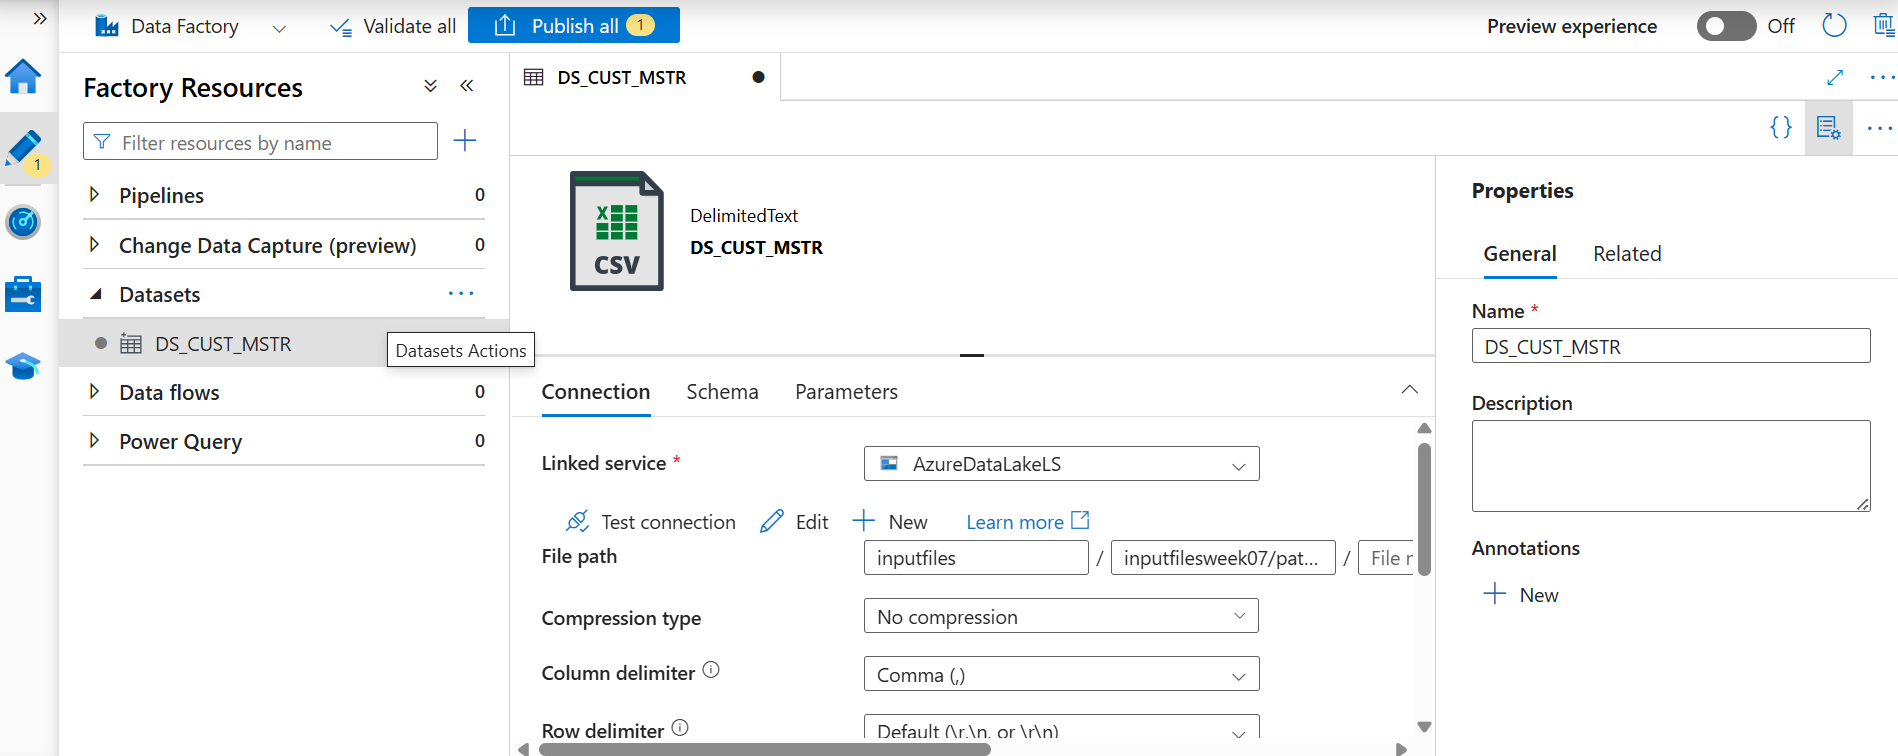 Data Factory
Validate all
Publish all 1
Preview experience
Off
1
Factory Resources
Filter resources by name
Pipelines 0
Change Data Capture (preview) 0
Datasets
DS_CUST_MSTR
Datasets Actions
Data flows 0
Power Query 0
DS_CUST_MSTR
{}
X
CSV
DelimitedText
DS_CUST_MSTR
Connection Schema Parameters
Linked service *
AzureDataLakeLS
Test connection Edit New Learn more
File path
inputfiles / inputfilesweek07/pat... / File n
Compression type
No compression
Column delimiter
Comma (,)
Row delimiter
Default (\r,\n, or \r\n)
Properties
General Related
Name *
DS_CUST_MSTR
Description
Annotations
New